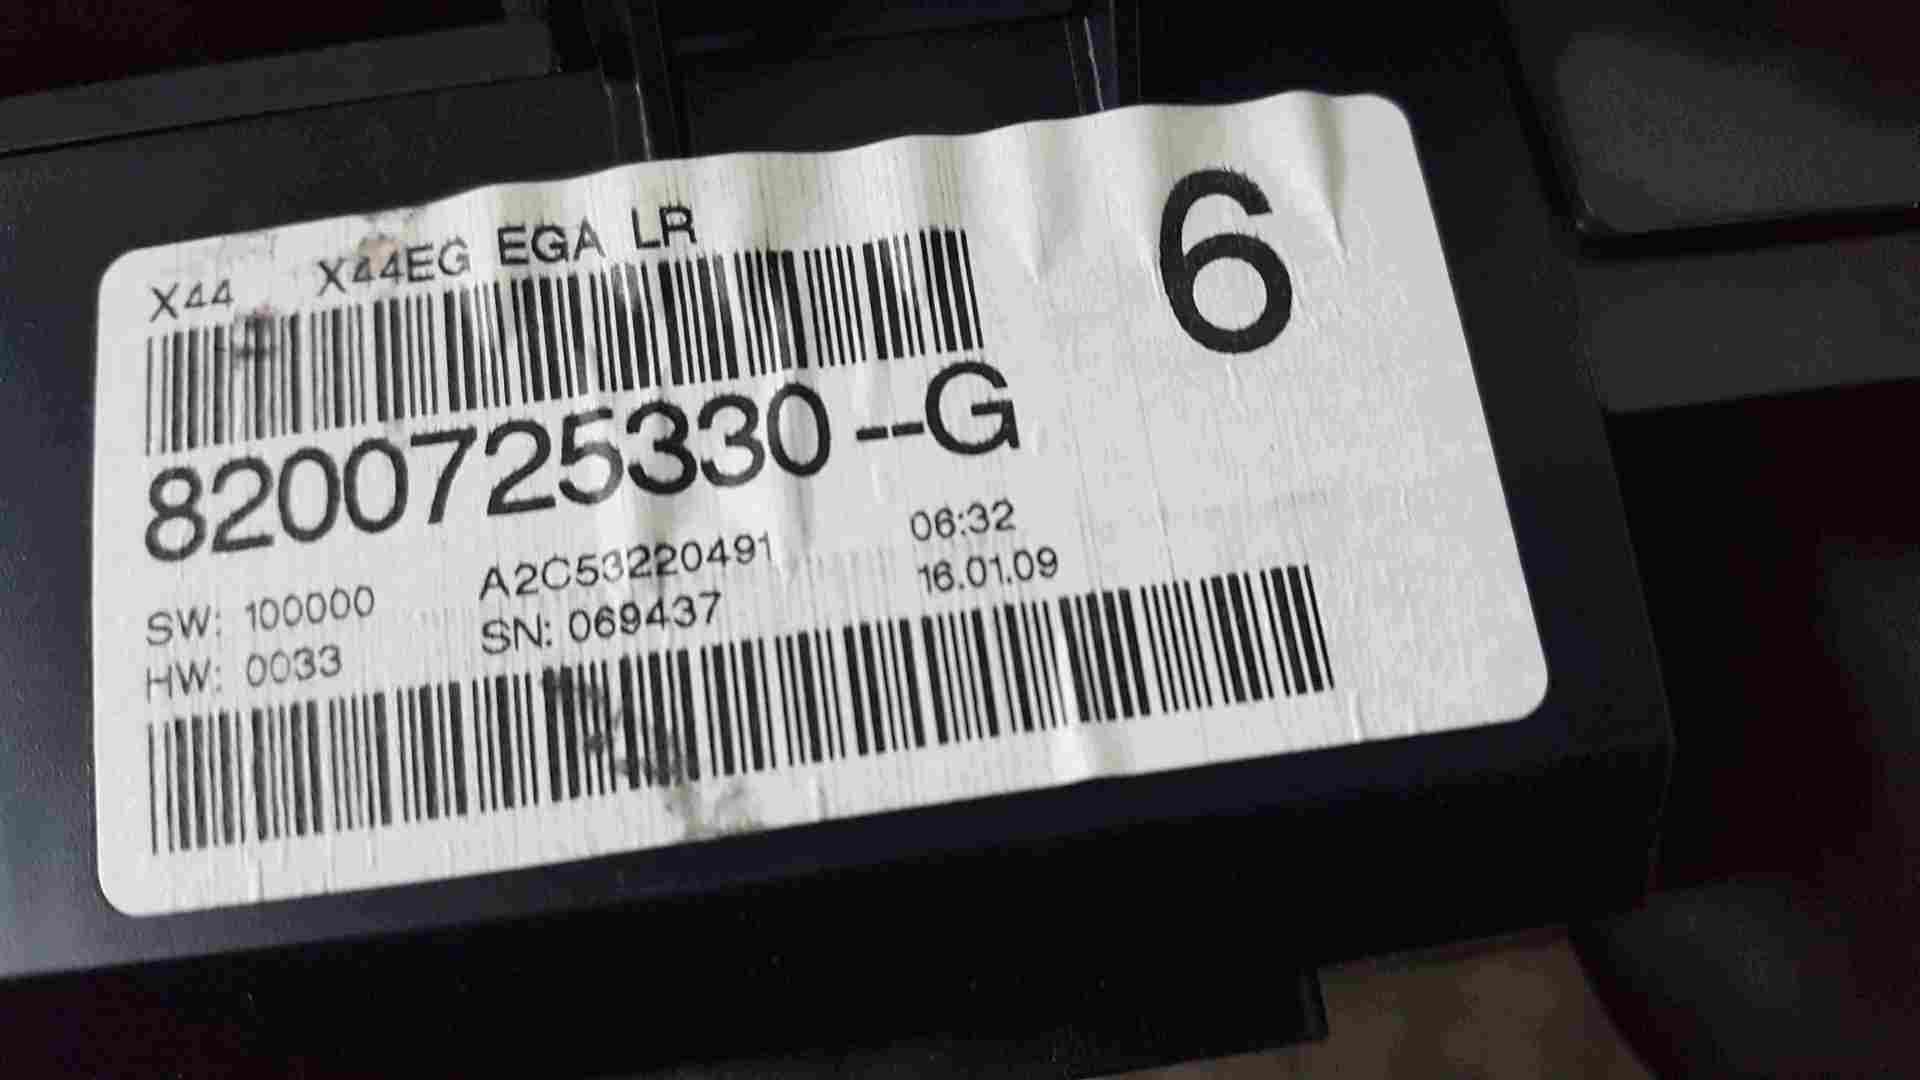 X44 X44EG EGA LR
6
8200725330--G
A2C53220491 06:32
SW: 100000 SN: 069437 16.01.09
HW: 0033